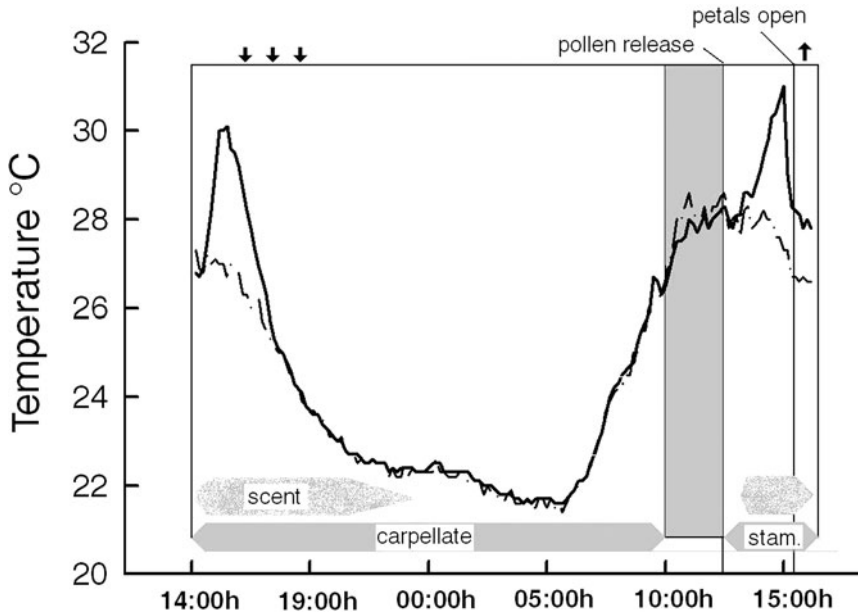 petals open
pollen release
32
30
28
26
24
22
20
Temperature °C
scent
carpellate
stam.
14:00h 19:00h 00:00h 05:00h 10:00h 15:00h